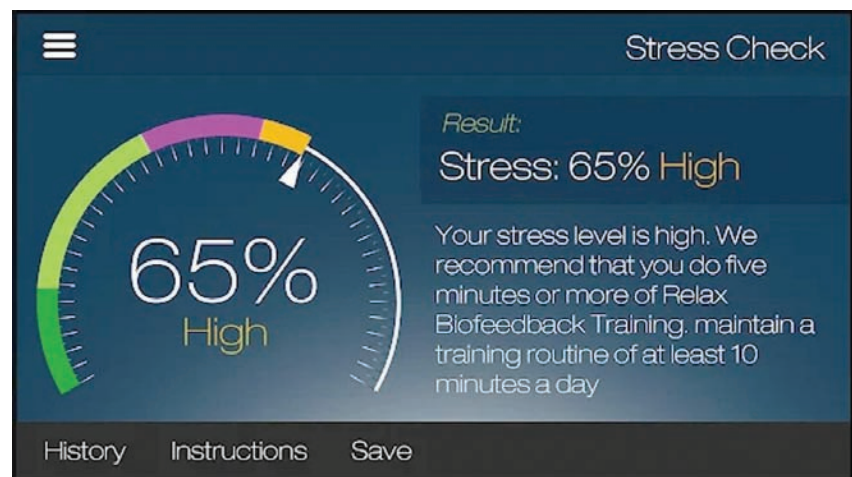 Stress Check
65%
High
Result:
Stress: 65% High
Your stress level is high. We
recommend that you do five
minutes or more of Relax
Biofeedback Training. maintain a
training routine of at least 10
minutes a day
History Instructions Save